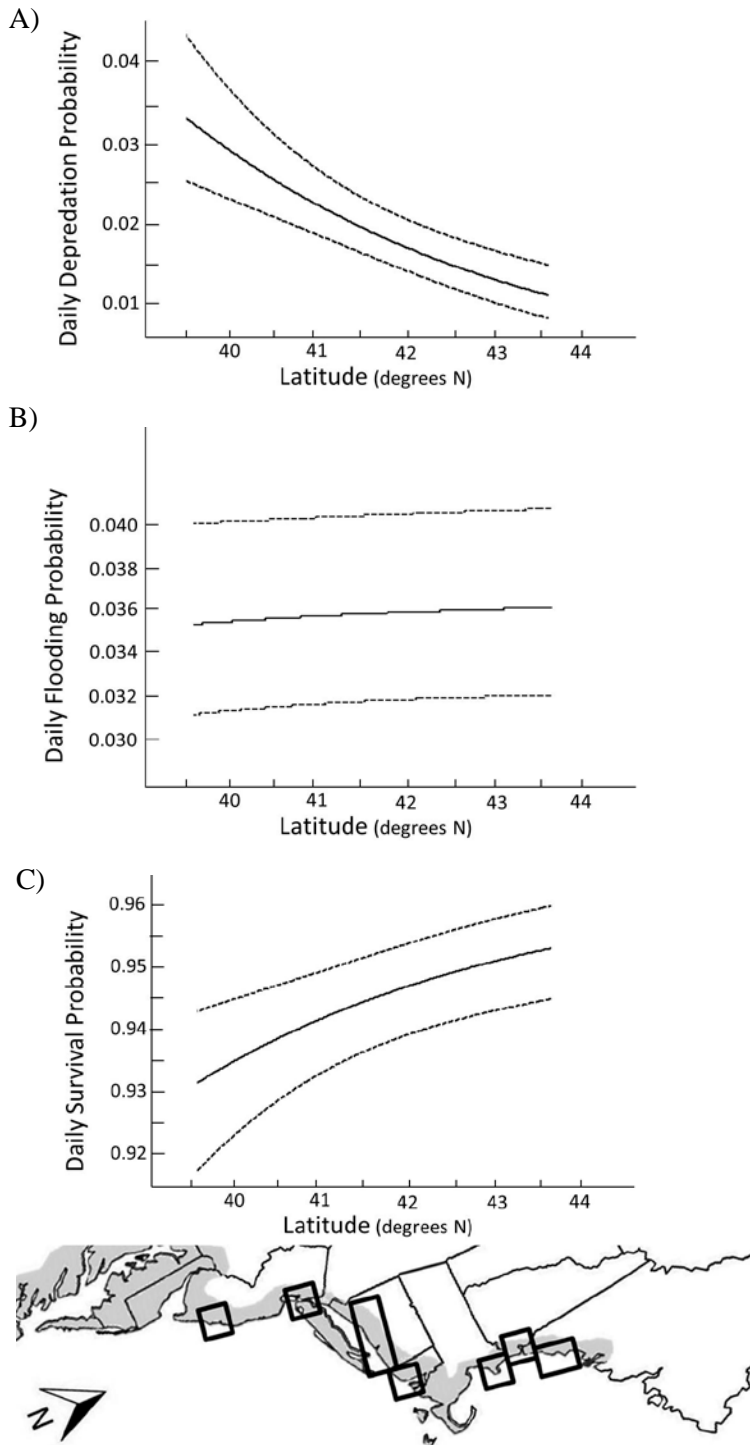 A)
Daily Depredation Probability
0.04
0.03
0.02
0.01
40 41 42 43 44
Latitude (degrees N)
B)
Daily Flooding Probability
0.040
0.038
0.036
0.034
0.032
0.030
40 41 42 43 44
Latitude (degrees N)
C)
Daily Survival Probability
0.96
0.95
0.94
0.93
0.92
40 41 42 43 44
Latitude (degrees N)
N